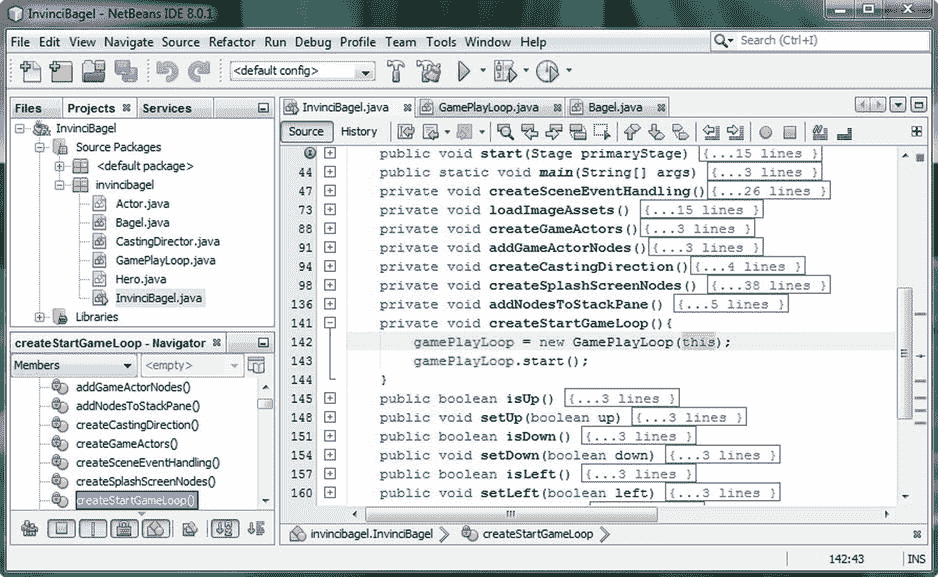 InvinciBagel - NetBeans IDE 8.0.1
File Edit View Navigate Source Refactor Run Debug Profile Team Tools Window Help
Search (Ctrl+I)
<default config>
Files Projects Services
InvinciBagel
Source Packages
<default package>
invincibagel
Actor.java
Bagel.java
CastingDirector.java
GamePlayLoop.java
Hero.java
InvinciBagel.java
Libraries
createStartGameLoop - Navigator
Members <empty>
addGameActorNodes()
addNodesToStackPane()
createCastingDirection()
createGameActors()
createSceneEventHandling()
createSplashScreenNodes()
createStartGameLoop()
InvinciBagel.java GamePlayLoop.java Bagel.java
Source History
public void start(Stage primaryStage) {...15 lines }
44 public static void main(String[] args) {...3 lines }
47 private void createSceneEventHandling() {...26 lines }
73 private void loadImageAssets() {...15 lines }
88 private void createGameActors() {...3 lines }
91 private void addGameActorNodes() {...3 lines }
94 private void createCastingDirection() {...4 lines }
98 private void createSplashScreenNodes() {...38 lines }
136 private void addNodesToStackPane() {...5 lines }
141 private void createStartGameLoop(){
142 gamePlayLoop = new GamePlayLoop(this);
143 gamePlayLoop.start();
144 }
145 public boolean isUp() {...3 lines }
148 public void setUp(boolean up) {...3 lines }
151 public boolean isDown() {...3 lines }
154 public void setDown(boolean down) {...3 lines }
157 public boolean isLeft() {...3 lines }
160 public void setLeft(boolean left) {...3 lines }
invincibagel.InvinciBagel createStartGameLoop
142:43 INS